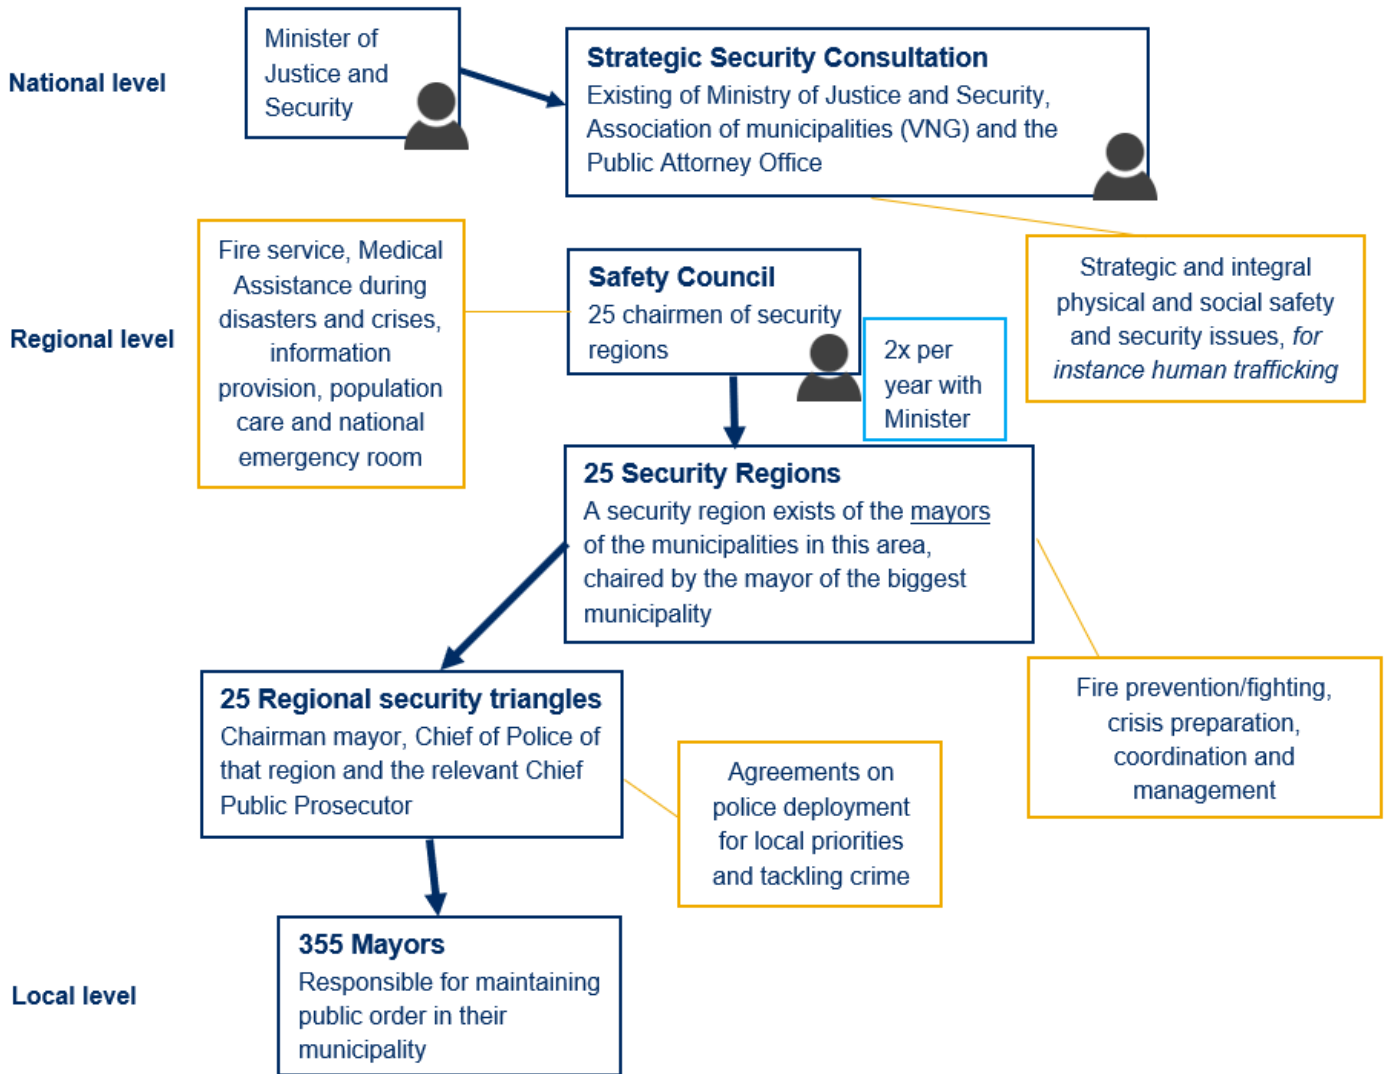 National level
Minister of
Justice and
Security
Strategic Security Consultation
Existing of Ministry of Justice and Security,
Association of municipalities (VNG) and the
Public Attorney Office
Regional level
Fire service, Medical
Assistance during
disasters and crises,
information
provision, population
care and national
emergency room
Safety Council
25 chairmen of security
regions
2x per
year with
Minister
Strategic and integral
physical and social safety
and security issues, for
instance human trafficking
25 Security Regions
A security region exists of the mayors
of the municipalities in this area,
chaired by the mayor of the biggest
municipality
25 Regional security triangles
Chairman mayor, Chief of Police of
that region and the relevant Chief
Public Prosecutor
Agreements on
police deployment
for local priorities
and tackling crime
Fire prevention/fighting,
crisis preparation,
coordination and
management
Local level
355 Mayors
Responsible for maintaining
public order in their
municipality